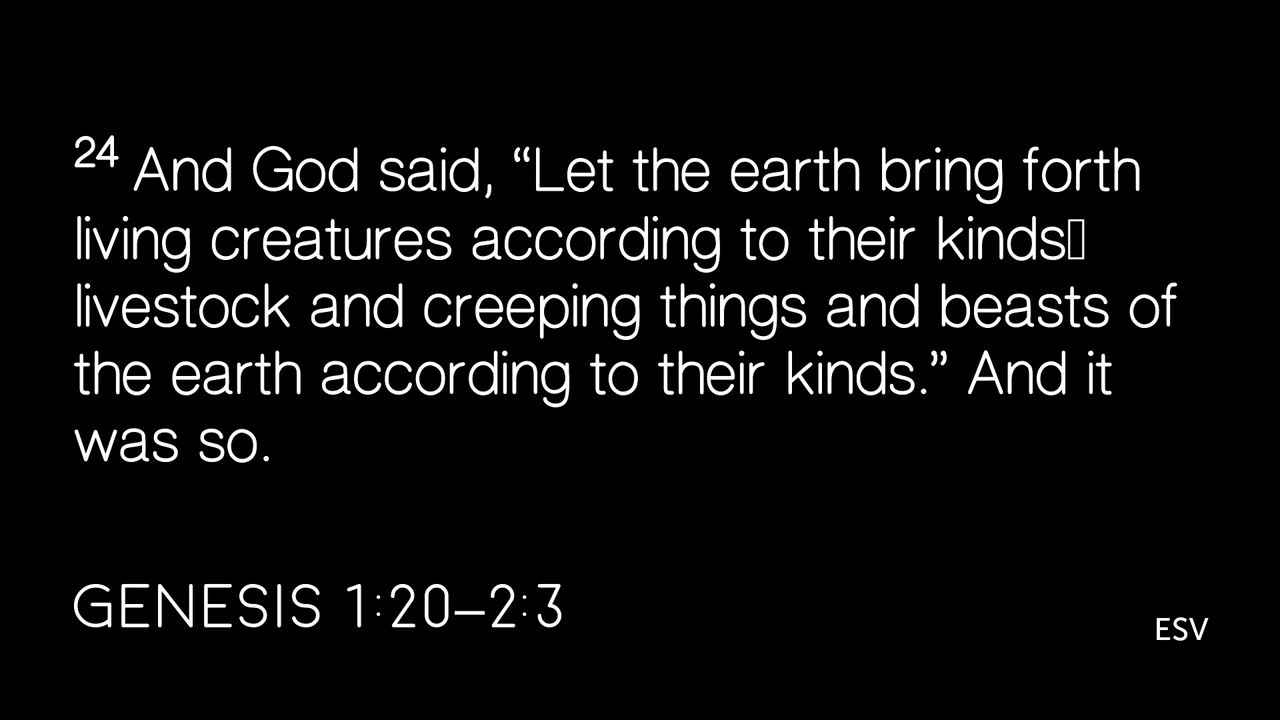 24 And God said, “Let the earth bring forth
living creatures according to their kinds▯
livestock and creeping things and beasts of
the earth according to their kinds.” And it
was so.
GENESIS 1:20–2:3
ESV